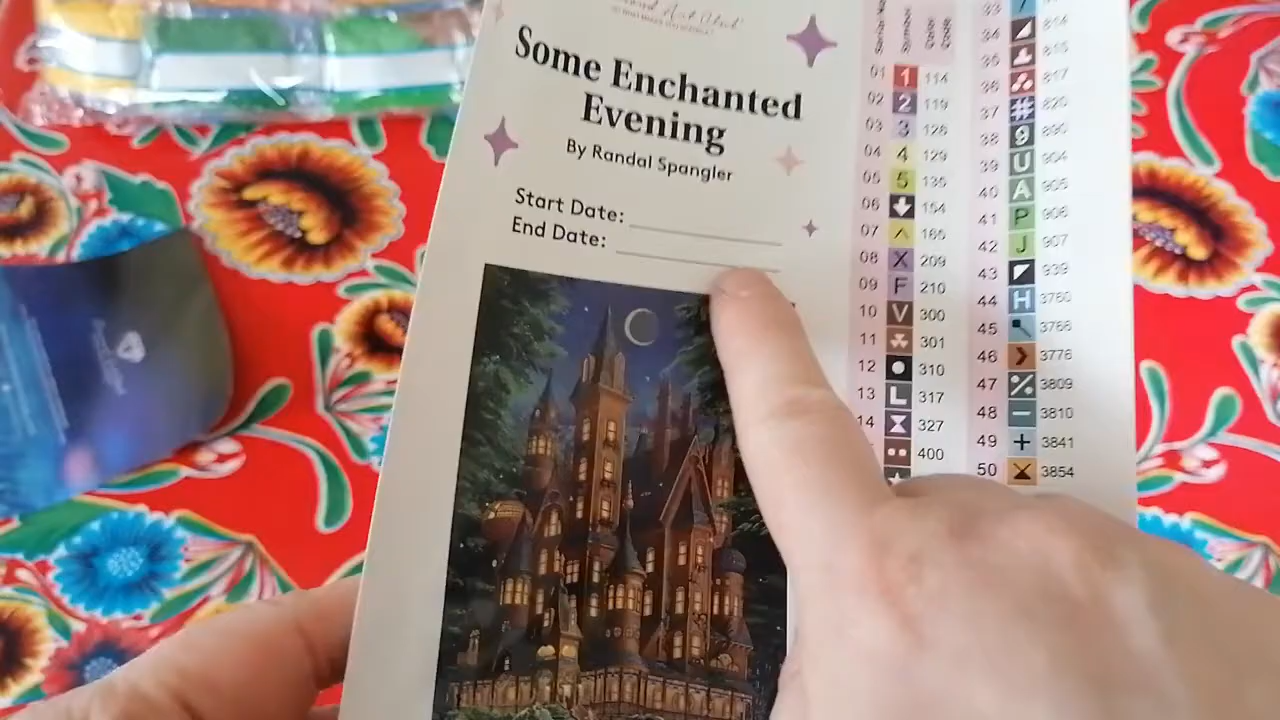 Some Enchanted
Evening
By Randal Spangler
Start Date:
End Date:
01 1 114
02 2 119
03 3 126
04 4 129
05 5 135
06 154
07 ^ 165
08 X 209
09 F 210
10 V 300
11 301
12 310
13 L 317
14 327
400
33
34 814
35 815
36 817
37 # 820
38 9 890
39 U 904
40 A 905
41 P 906
42 J 907
43 939
44 H 3760
45 3766
46 3776
47 3809
48 — 3810
49 + 3841
50 3854